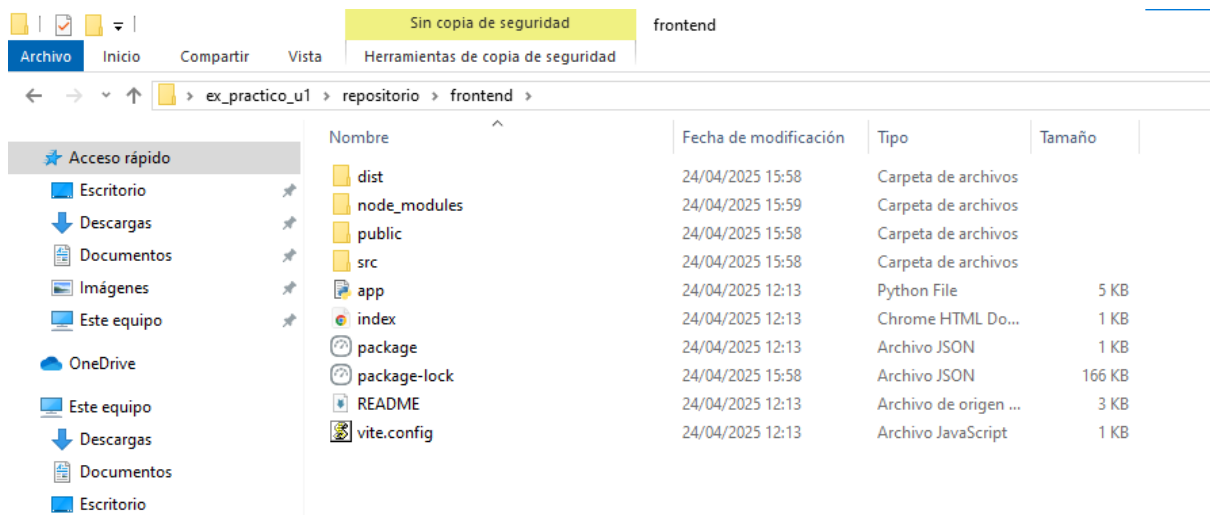 Sin copia de seguridad frontend
Archivo Inicio Compartir Vista Herramientas de copia de seguridad
ex_practico_u1 repositorio frontend
Nombre Fecha de modificación Tipo Tamaño
Acceso rápido
Escritorio
Descargas
Documentos
Imágenes
Este equipo
OneDrive
Este equipo
Descargas
Documentos
Escritorio
dist 24/04/2025 15:58 Carpeta de archivos
node_modules 24/04/2025 15:59 Carpeta de archivos
public 24/04/2025 15:58 Carpeta de archivos
src 24/04/2025 15:58 Carpeta de archivos
app 24/04/2025 12:13 Python File 5 KB
index 24/04/2025 12:13 Chrome HTML Do... 1 KB
package 24/04/2025 12:13 Archivo JSON 1 KB
package-lock 24/04/2025 15:58 Archivo JSON 166 KB
README 24/04/2025 12:13 Archivo de origen ... 3 KB
vite.config 24/04/2025 12:13 Archivo JavaScript 1 KB